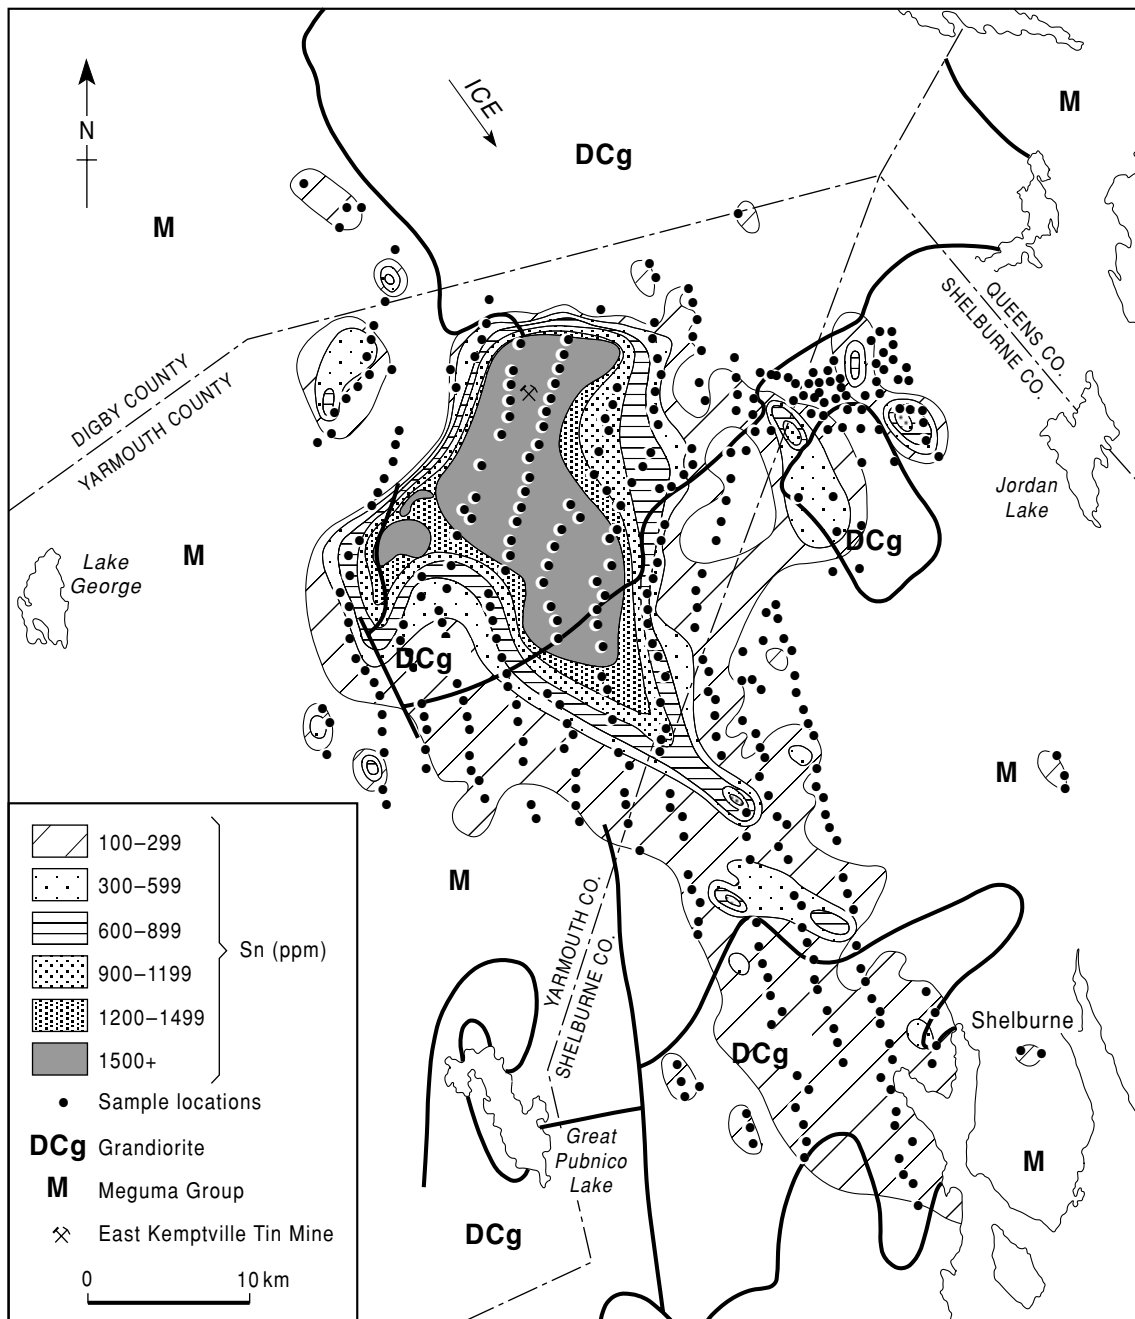 ICE
M
N
DCg
M
QUEENS CO.
SHELBURNE CO.
DIGBY COUNTY
YARMOUTH COUNTY
Jordan
Lake
DCg
M
Lake
George
DCg
M
M
100–299
300–599
600–899
900–1199
1200–1499
1500+
Sn (ppm)
Sample locations
DCg Grandiorite
M Meguma Group
East Kemptville Tin Mine
0 10 km
YARMOUTH CO.
SHELBURNE CO.
Shelburne
DCg
Great
Pubnico
Lake
M
DCg